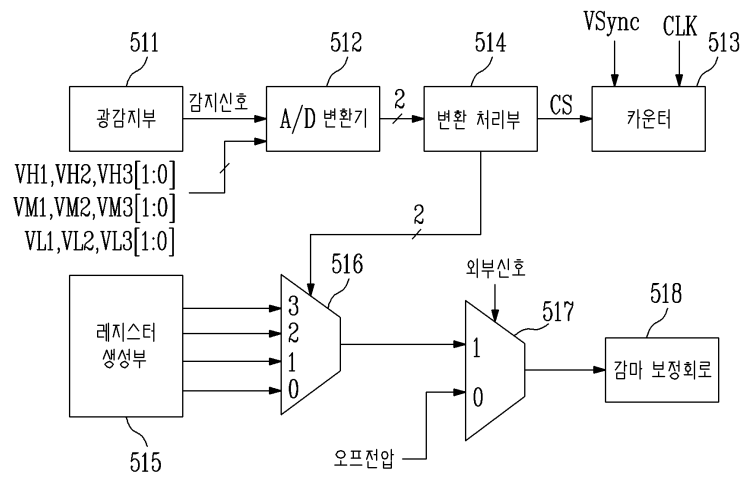 511
512
514
VSync
CLK
513
광감지부
감지신호
A/D 변환기
2
변환 처리부
CS
카운터
VH1,VH2,VH3[1:0]
VM1,VM2,VM3[1:0]
VL1,VL2,VL3[1:0]
2
516
외부신호
517
518
레지스터
생성부
3
2
1
0
1
0
감마 보정회로
515
오프전압